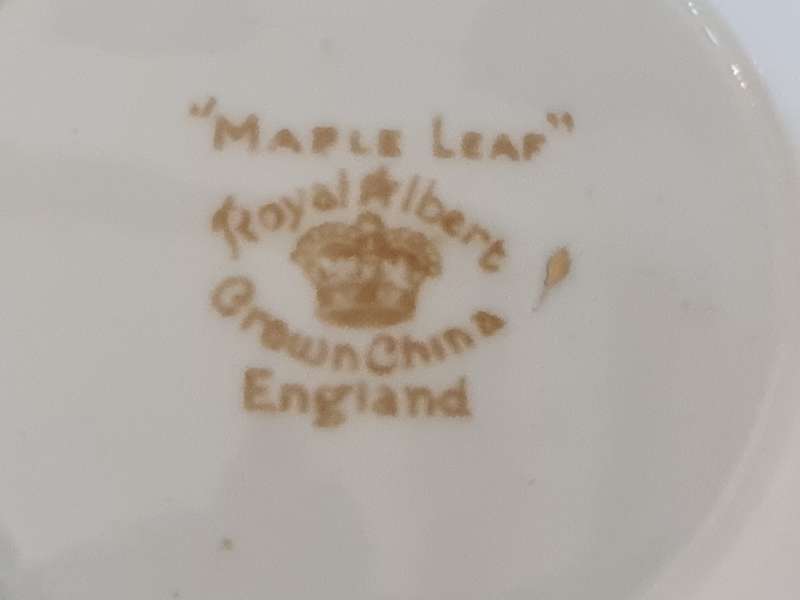 "MAPLE LEAF"
Royal Albert
Crown China
England